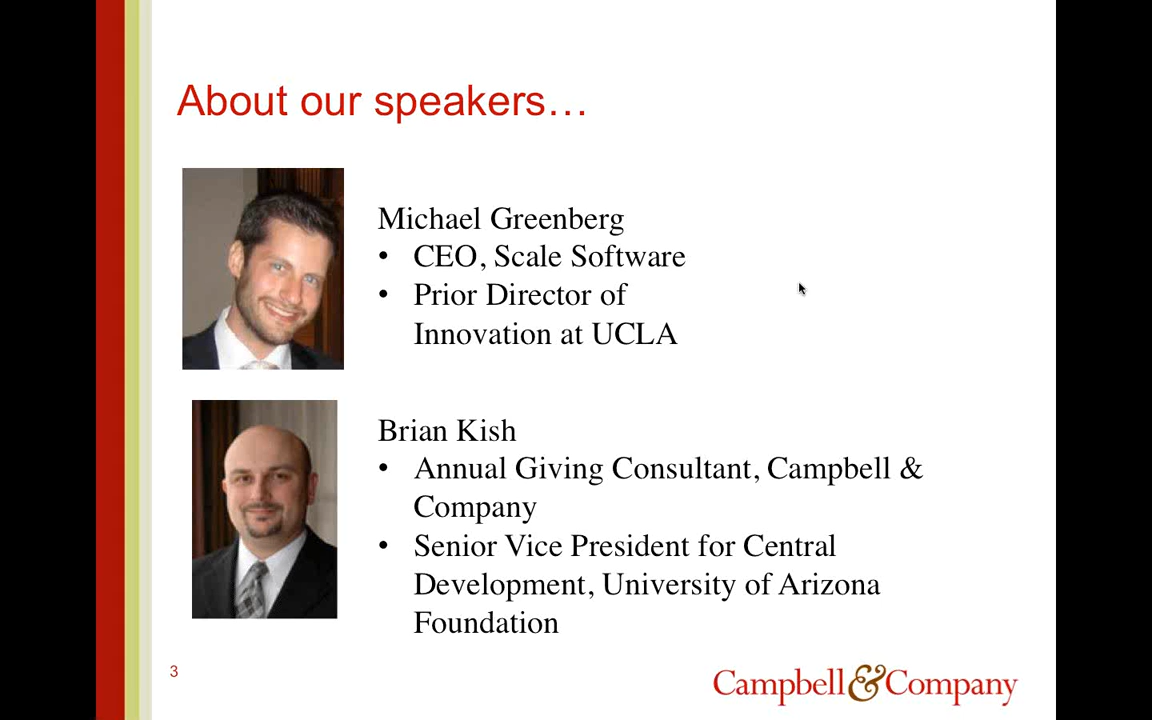 About our speakers…
Michael Greenberg
• CEO, Scale Software
• Prior Director of
Innovation at UCLA
Brian Kish
• Annual Giving Consultant, Campbell &
Company
• Senior Vice President for Central
Development, University of Arizona
Foundation
3
Campbell&Company